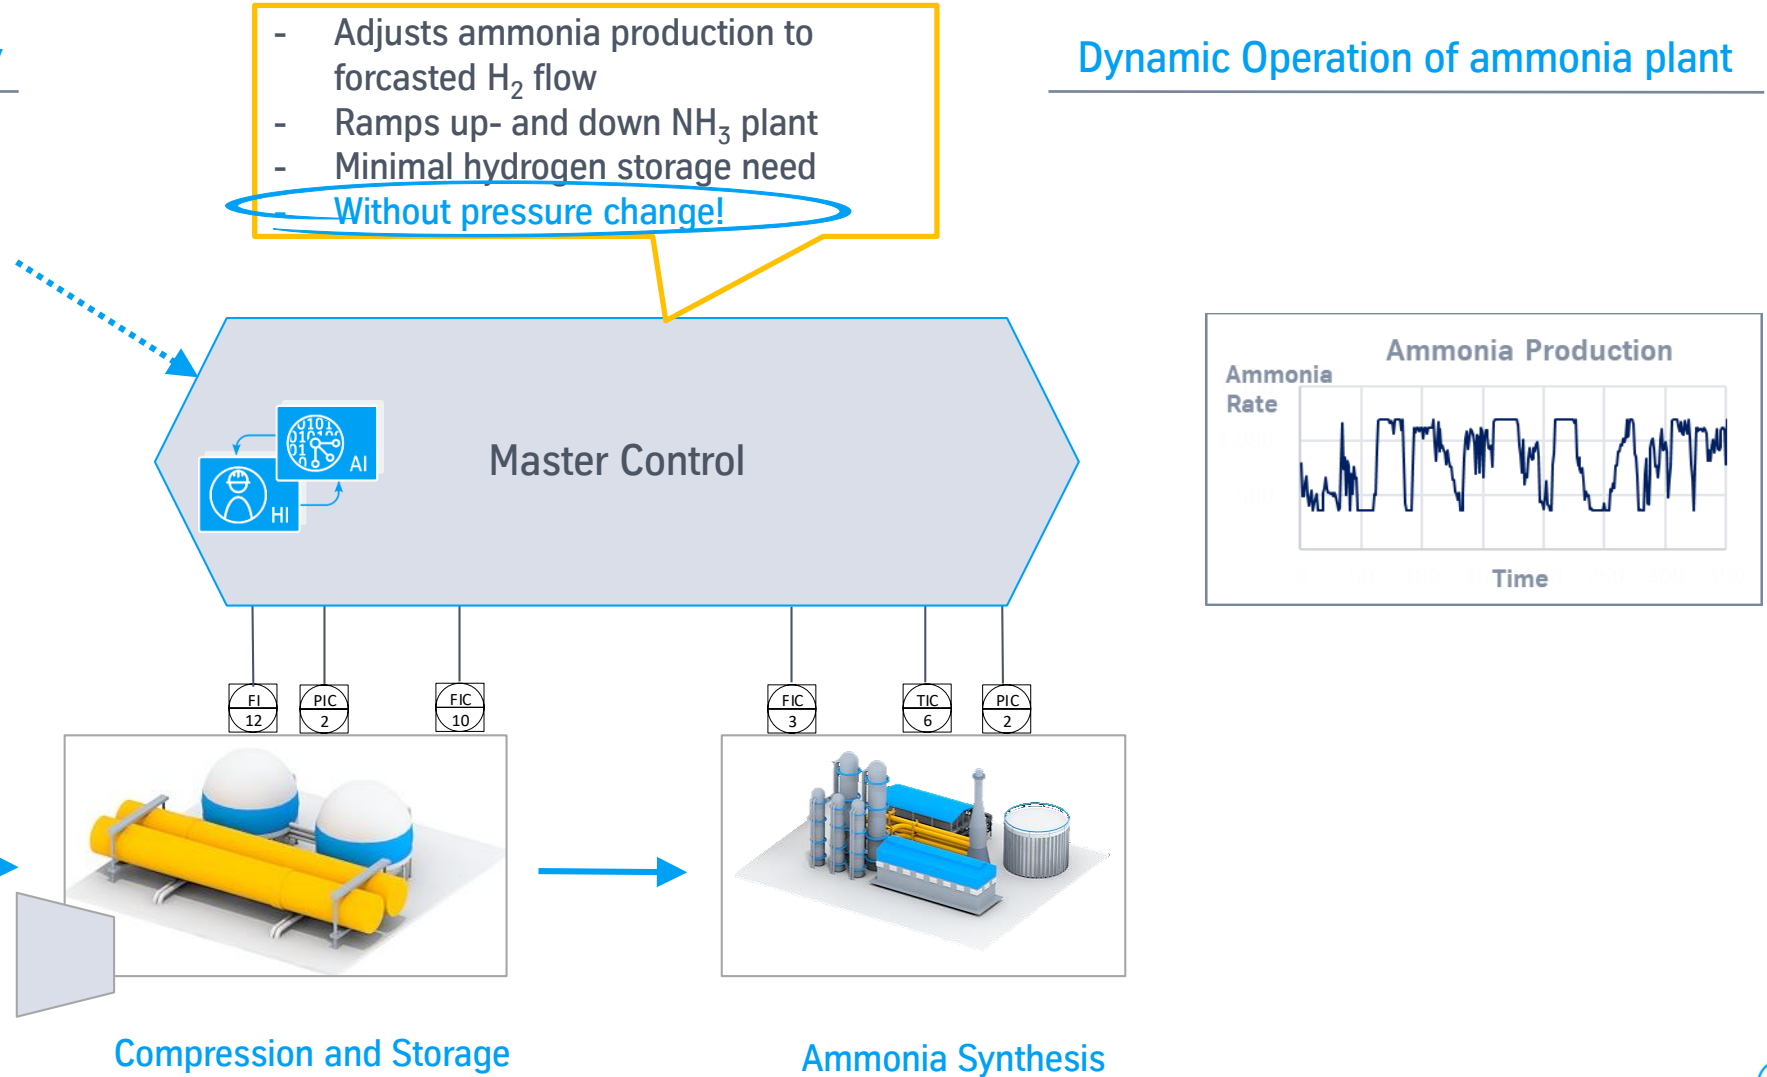 - Adjusts ammonia production to
forcasted H₂ flow
- Ramps up- and down NH₃ plant
- Minimal hydrogen storage need
- Without pressure change!
Dynamic Operation of ammonia plant
Master Control
AI
HI
Ammonia Production
Ammonia
Rate
Time
FI
12
PIC
2
FIC
10
FIC
3
TIC
6
PIC
2
Compression and Storage
Ammonia Synthesis